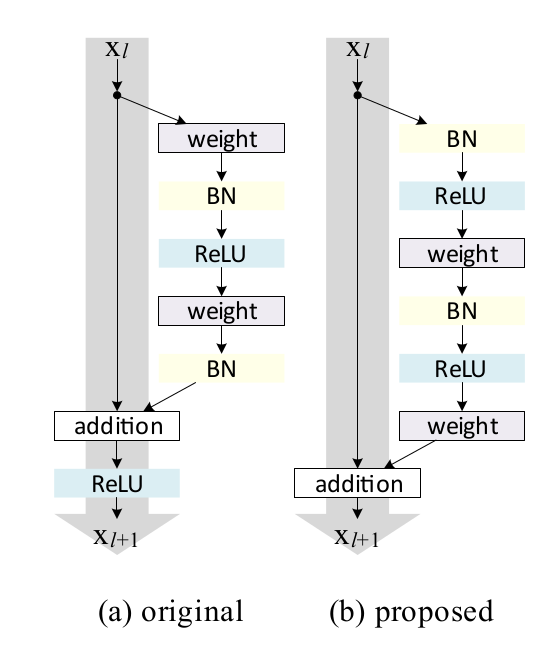 x_l
weight
BN
ReLU
weight
BN
addition
ReLU
x_{l+1}
(a) original
x_l
BN
ReLU
weight
BN
ReLU
weight
addition
x_{l+1}
(b) proposed